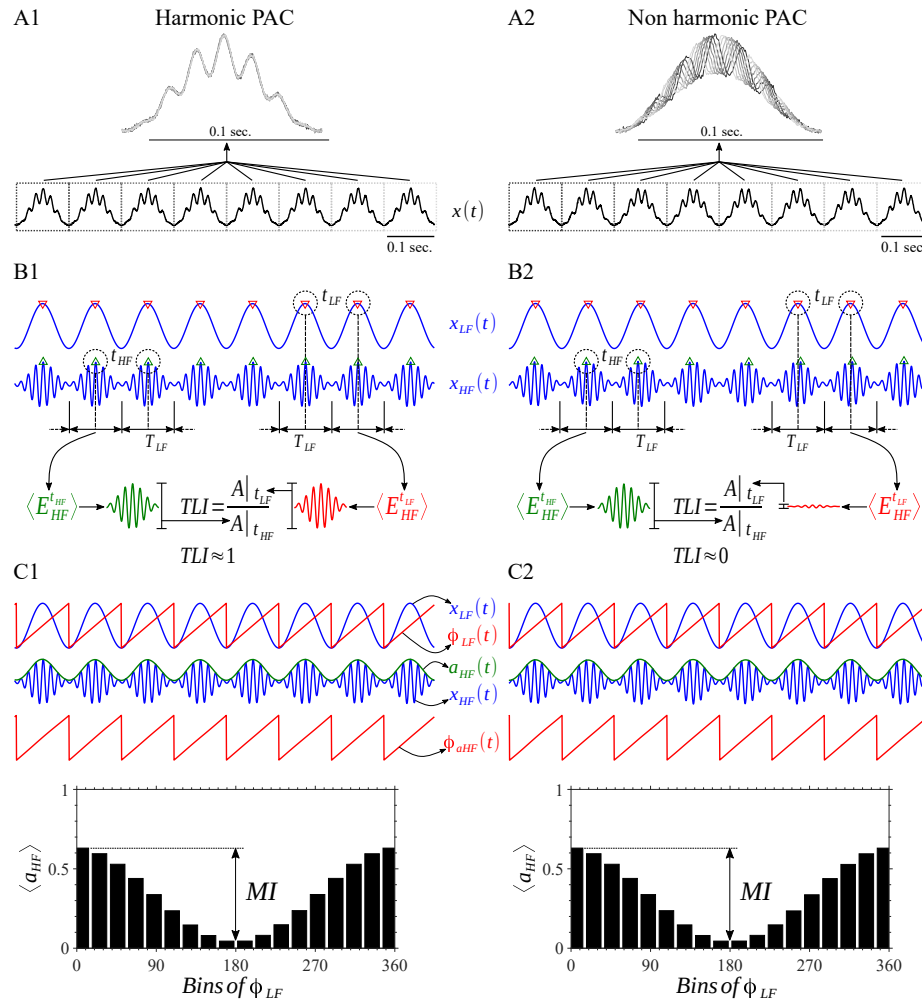 A1 Harmonic PAC
A2 Non harmonic PAC
0.1 sec.
0.1 sec.
x(t)
0.1 sec.
0.1 sec.
B1
B2
t_LF
t_LF
x_LF(t)
t_HF
t_HF
x_HF(t)
T_LF
T_LF
T_LF
T_LF
⟨E_HF^t_HF⟩ TLI = A|t_LF / A|t_HF ⟨E_HF^t_LF⟩
TLI≈1
⟨E_HF^t_HF⟩ TLI = A|t_LF / A|t_HF ⟨E_HF^t_LF⟩
TLI≈0
C1
C2
x_LF(t)
ϕ_LF(t)
a_HF(t)
x_HF(t)
ϕ_aHF(t)
1
0.5
0
⟨a_HF⟩
MI
0 90 180 270 360
Bins of ϕ_LF
1
0.5
0
⟨a_HF⟩
MI
0 90 180 270 360
Bins of ϕ_LF